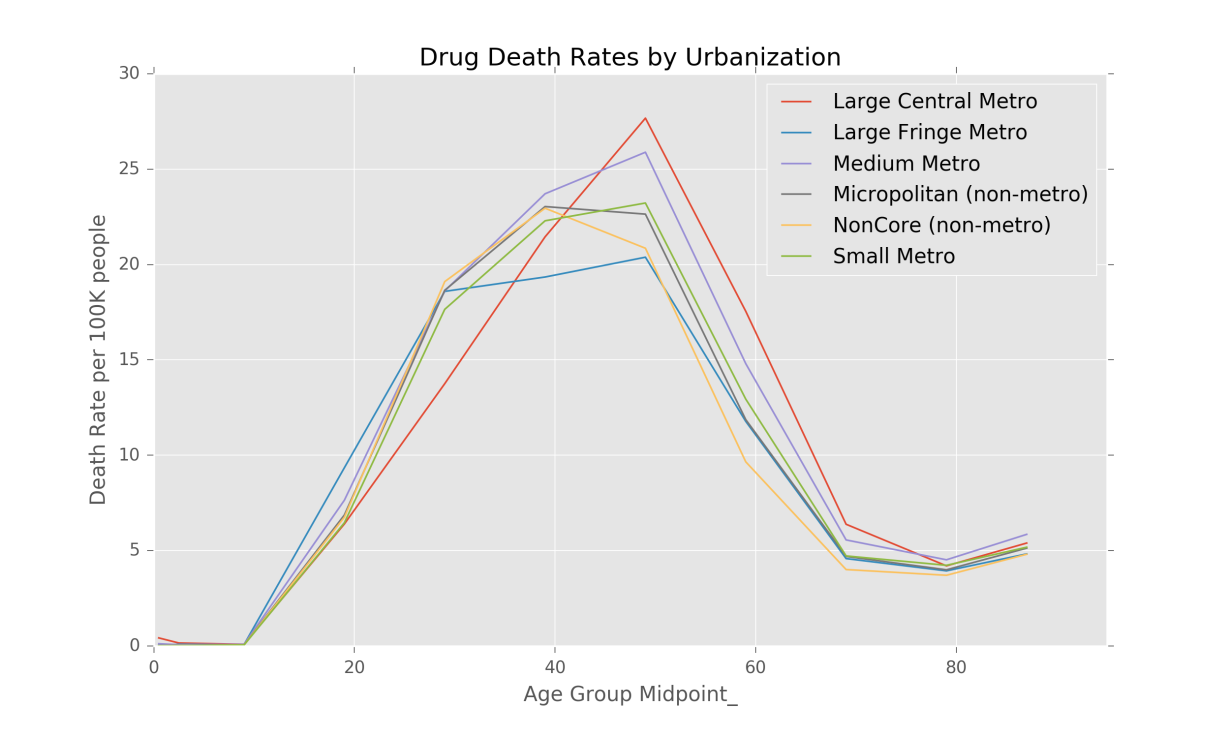 Drug Death Rates by Urbanization
30
25
20
15
10
5
0
Death Rate per 100K people
Large Central Metro
Large Fringe Metro
Medium Metro
Micropolitan (non-metro)
NonCore (non-metro)
Small Metro
0 20 40 60 80
Age Group Midpoint_